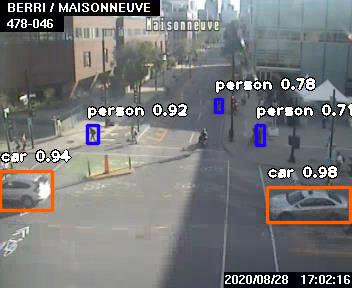 BERRI / MAISONNEUVE
478-046
Maisonneuve
person 0.78
person 0.92
person 0.71
car 0.94
car 0.98
2020/08/28 17:02:16